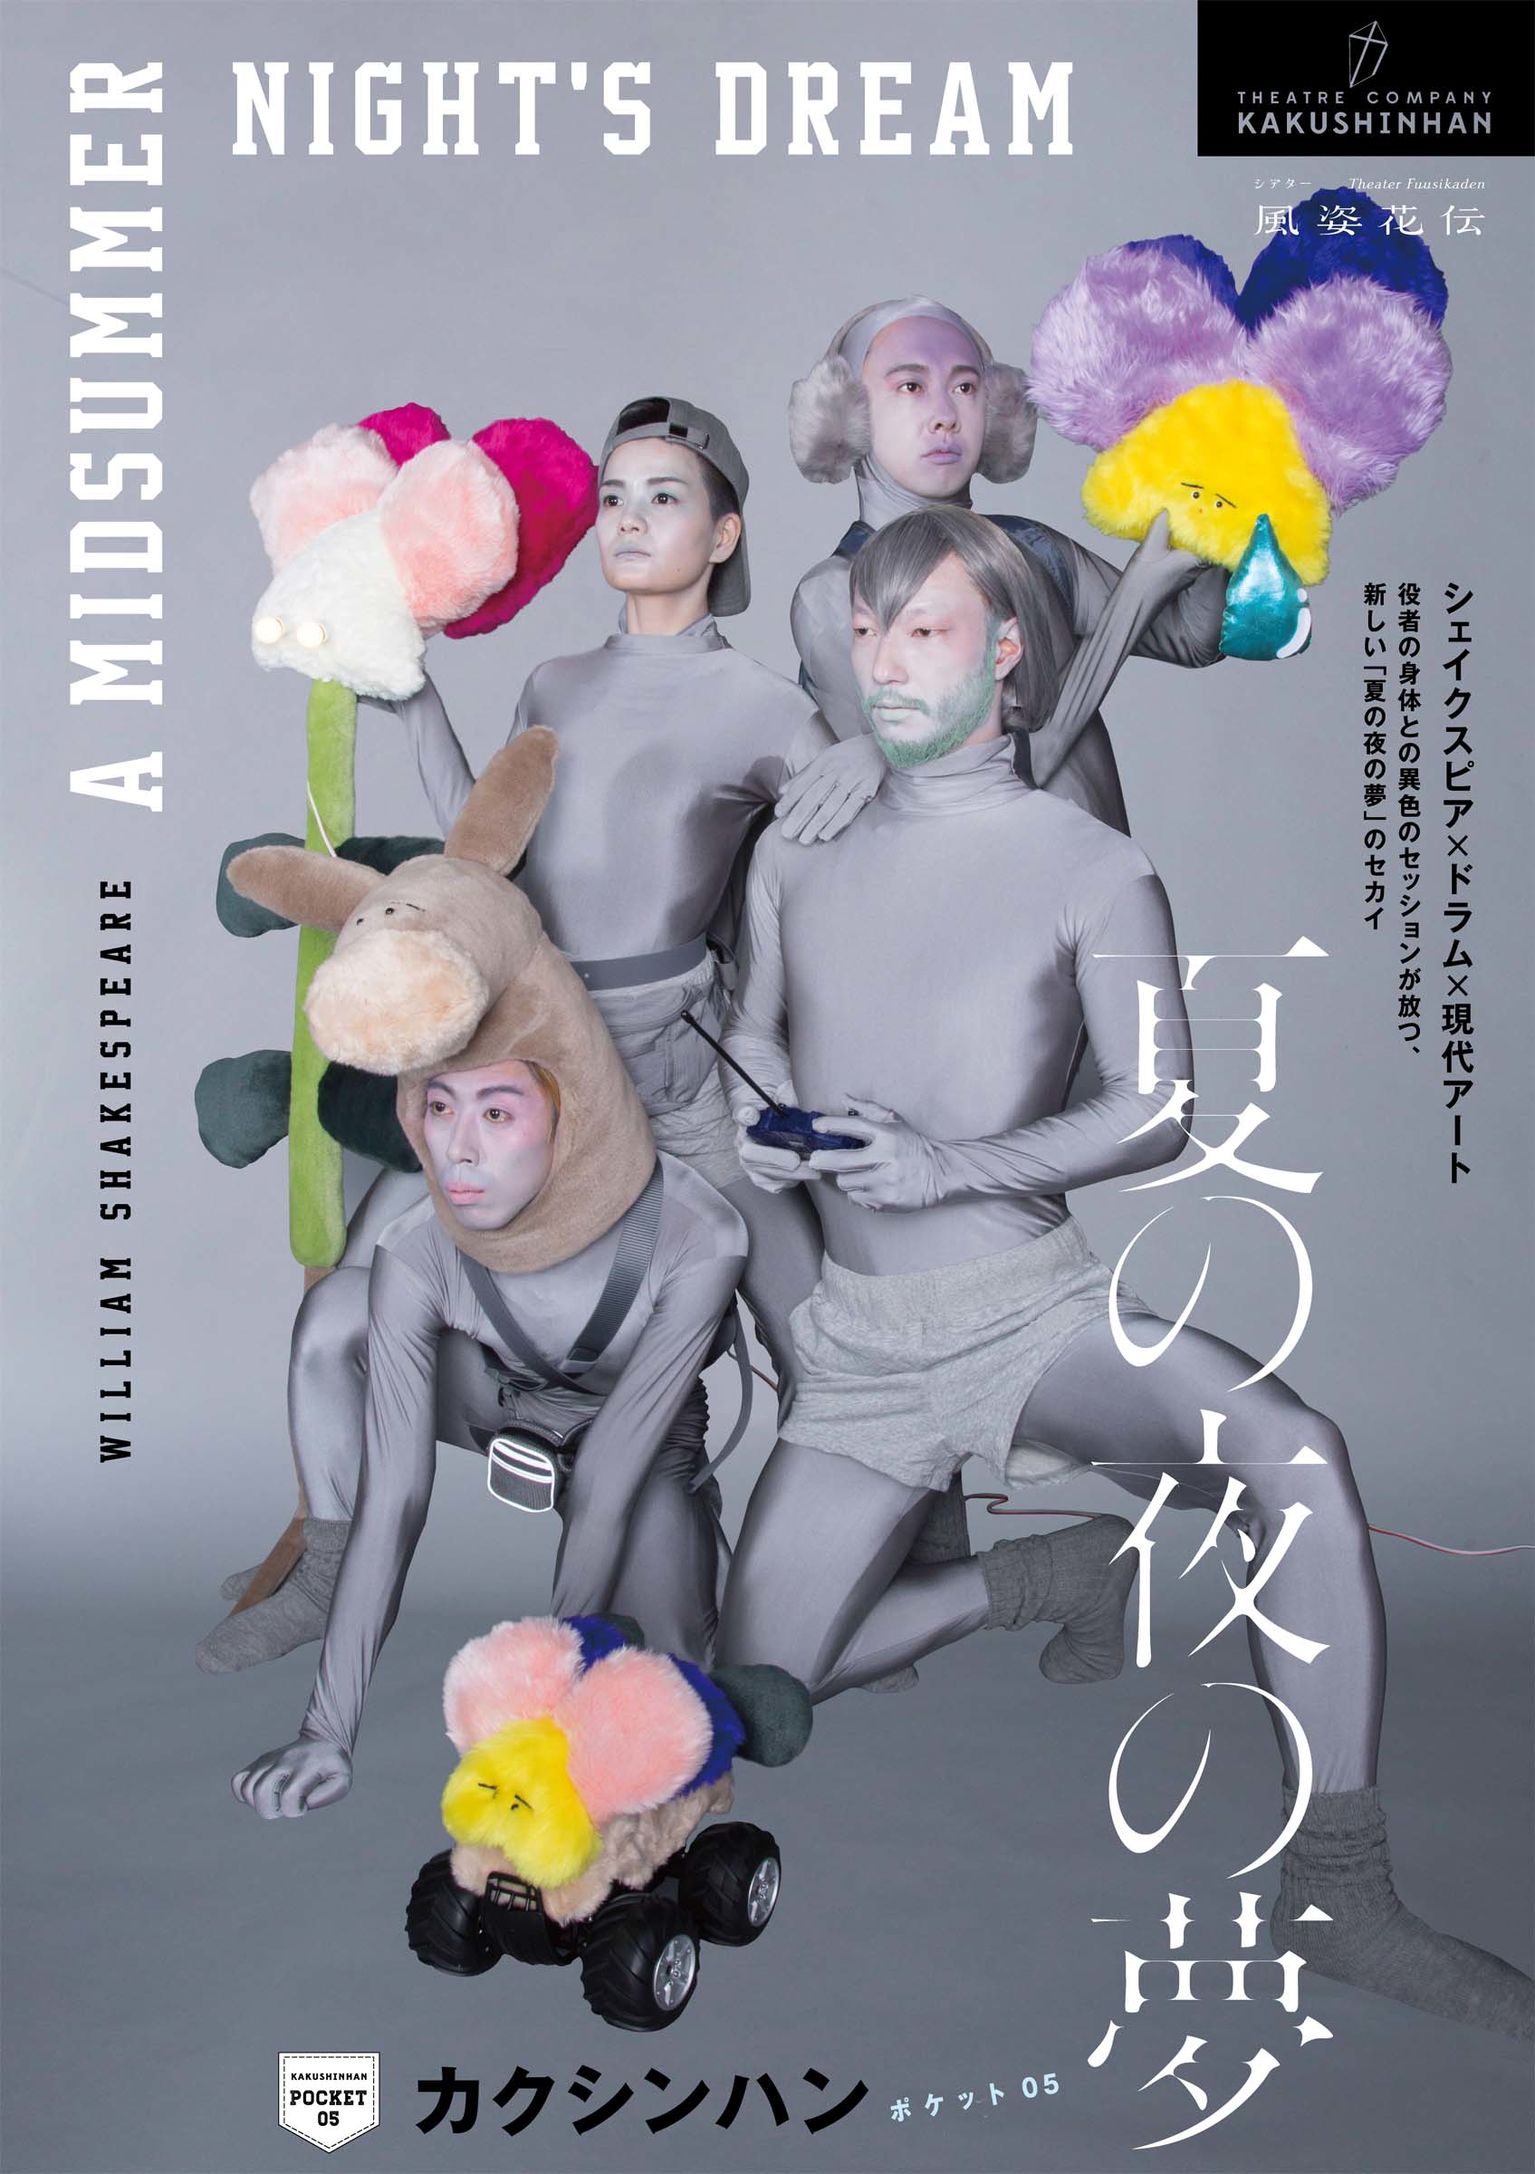 A MIDSUMMER NIGHT'S DREAM
WILLIAM SHAKESPEARE
THEATRE COMPANY
KAKUSHINHAN
シアター Theater Fuusikaden
風姿花伝
シェイクスピア×ドラム×現代アート
役者の身体との異色のセッションが放つ、
新しい「夏の夜の夢」のセカイ
夏の夜の夢
KAKUSHINHAN
POCKET
05
カクシンハン ポケット 05